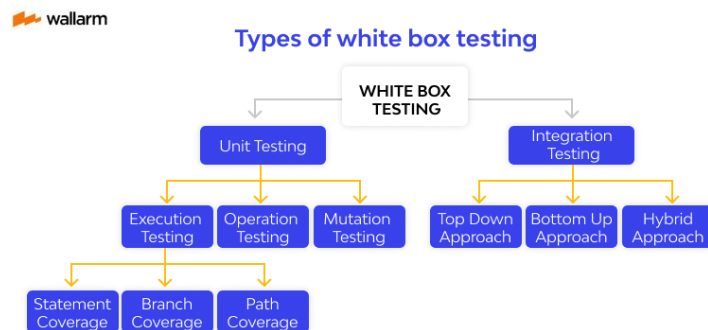 wallarm
Types of white box testing
WHITE BOX
TESTING
Unit Testing
Integration
Testing
Execution
Testing
Operation
Testing
Mutation
Testing
Top Down
Approach
Bottom Up
Approach
Hybrid
Approach
Statement
Coverage
Branch
Coverage
Path
Coverage